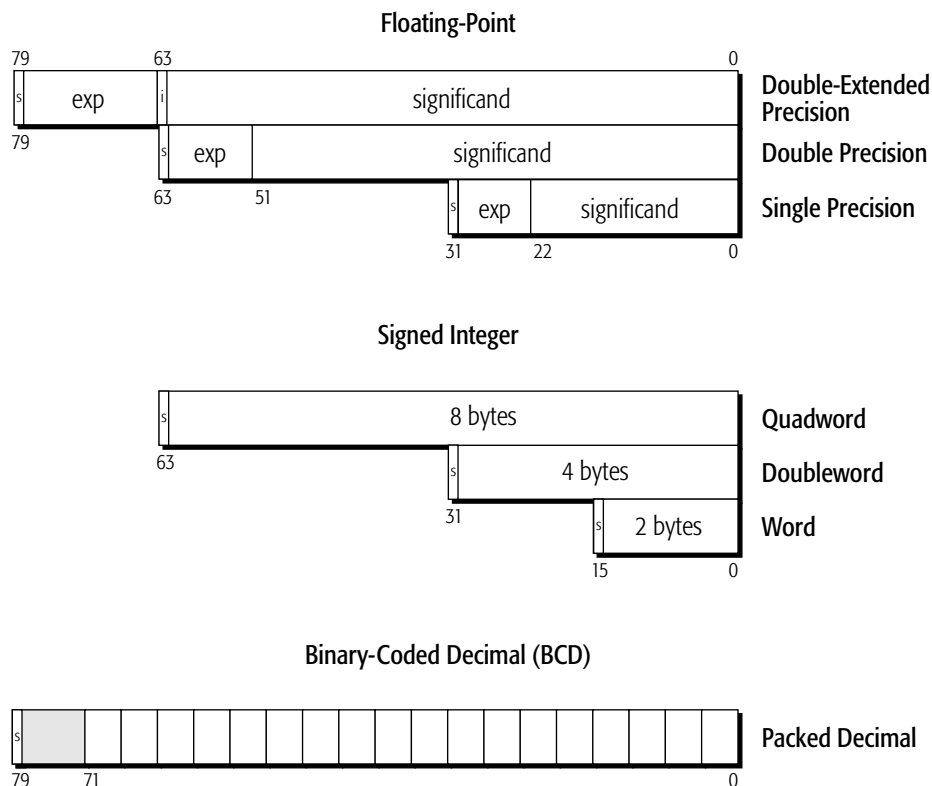 Floating-Point
79 63 0
s exp i significand Double-Extended
Precision
79 s exp significand Double Precision
63 51 s exp significand Single Precision
31 22 0
Signed Integer
s 8 bytes Quadword
63 s 4 bytes Doubleword
31 s 2 bytes Word
15 0
Binary-Coded Decimal (BCD)
s Packed Decimal
79 71 0